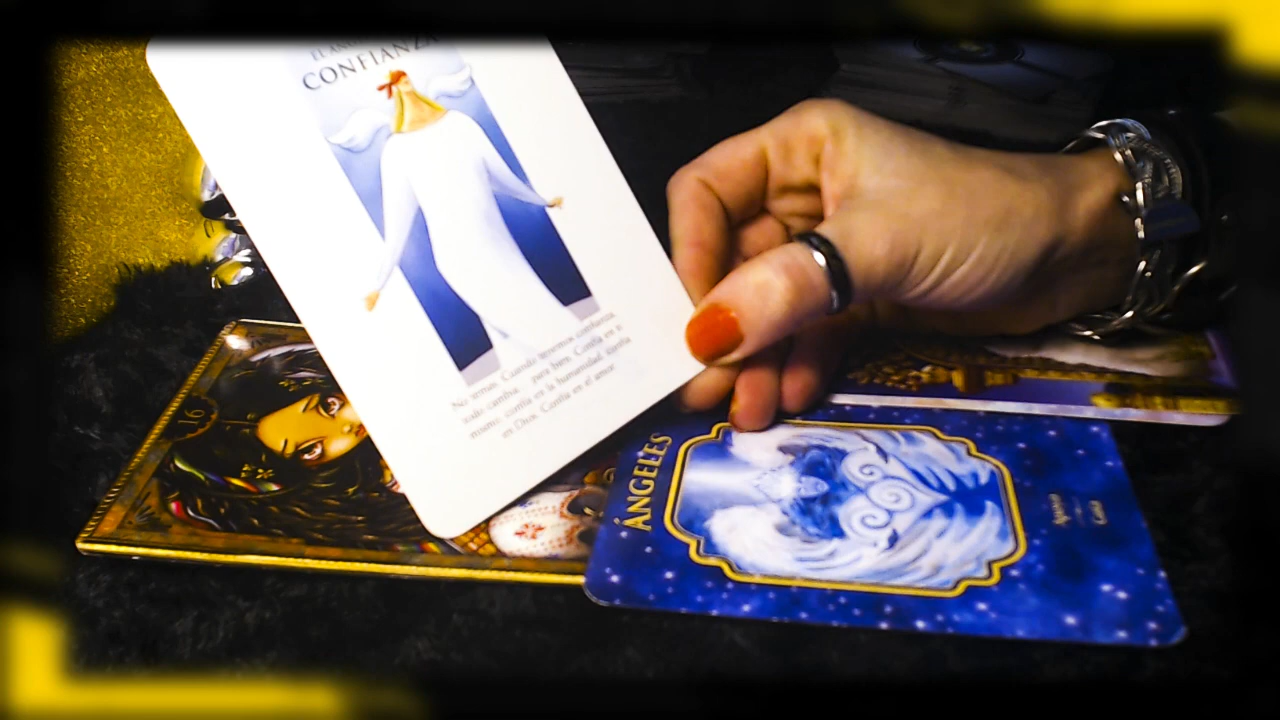 CONFIANZA
No temas. Cuando tenemos confianza
todo cambia para bien. Confía en ti
mismo, confía en la humanidad, confía
en Dios. Confía en el amor.
16
ÁNGELES